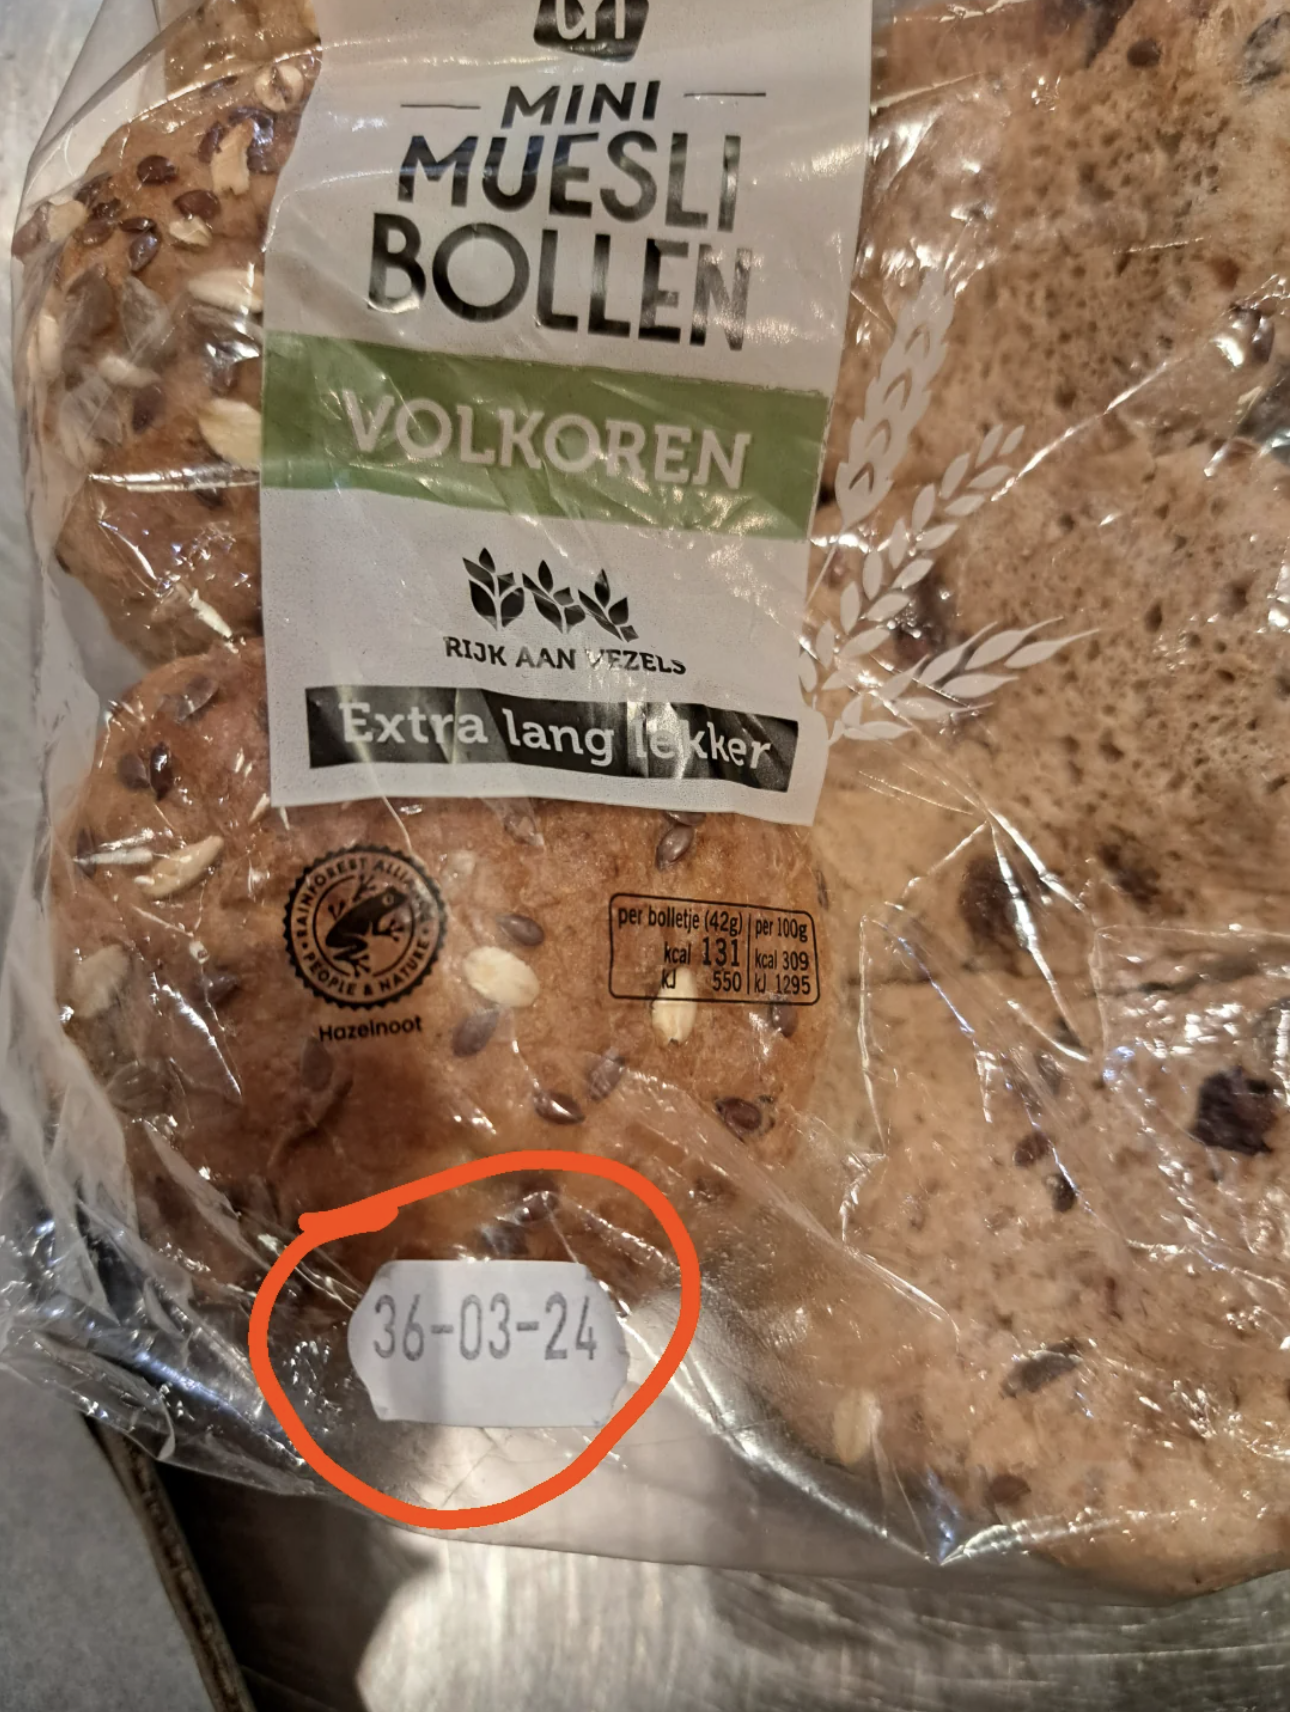 MINI
MUESLI
BOLLEN
VOLKOREN
RIJK AAN VEZELS
Extra lang lekker
RAINFOREST ALLIANCE
PEOPLE & NATURE
Hazelnoot
per bolletje (42g) per 100g
kcal 131 kcal 309
kJ 550 kJ 1295
36-03-24